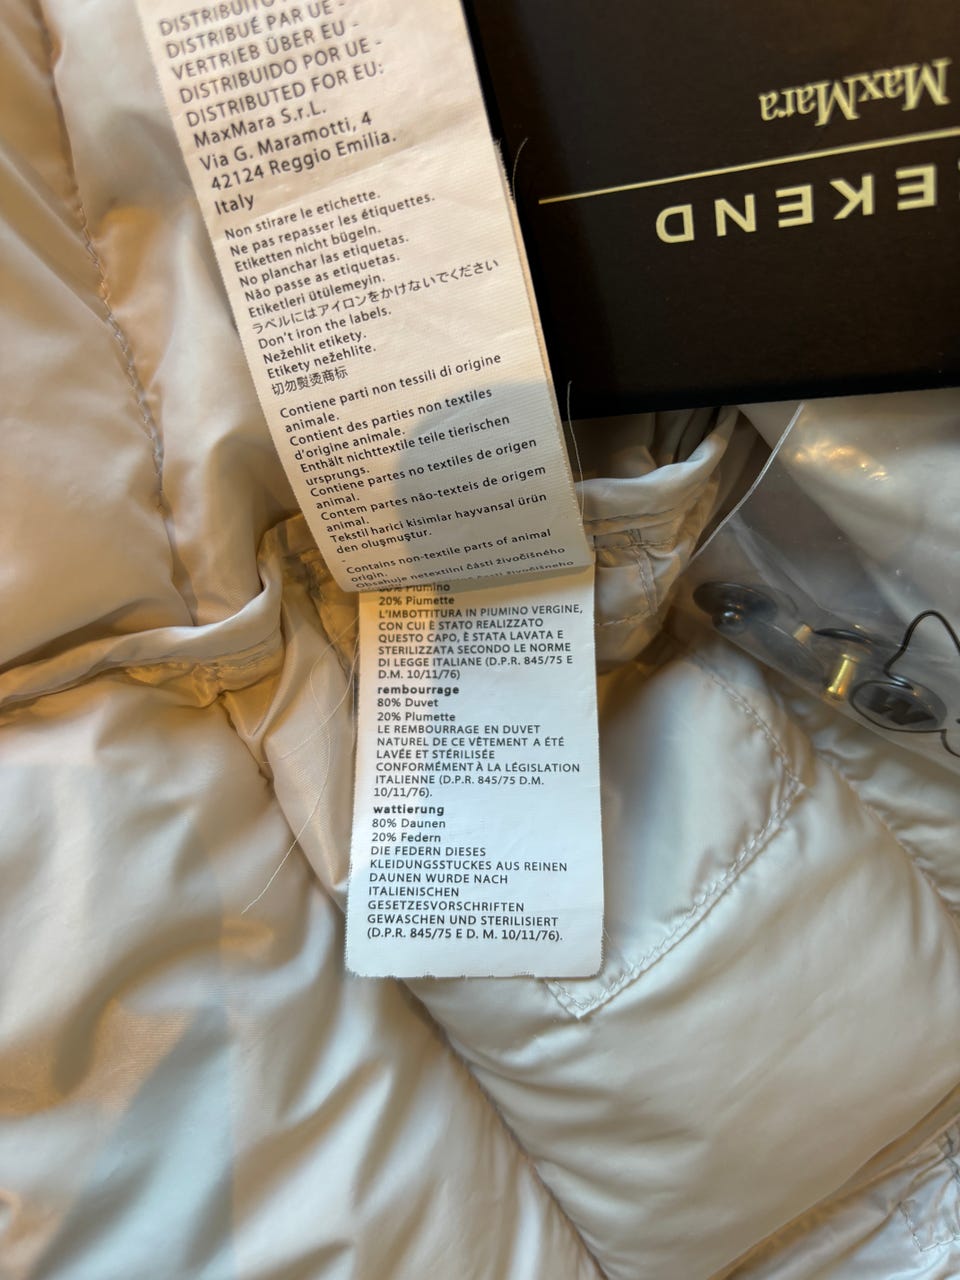 DISTRIBUITO
DISTRIBUÉ PAR UE -
VERTRIEB ÜBER EU -
DISTRIBUIDO POR UE -
DISTRIBUTED FOR EU:
MaxMara S.r.L.
Via G. Maramotti, 4
42124 Reggio Emilia.
Italy
Non stirare le etichette.
Ne pas repasser les étiquettes.
Etiketten nicht bügeln.
No planchar las etiquetas.
Não passe as etiquetas.
Etiketleri ütülemeyin.
ラベルにはアイロンをかけないでください
Don't iron the labels.
Nežehlit etikety.
Etikety nežehlite.
切勿熨烫商标
Contiene parti non tessili di origine
animale.
Contient des parties non textiles
d'origine animale.
Enthält nichttextile teile tierischen
ursprungs.
Contiene partes no textiles de origen
animal.
Contem partes não-texteis de origem
animal.
Tekstil harici kisimlar hayvansal ürün
den oluşmuştur.
-
Contains non-textile parts of animal
origin.
Obsahuje netextilní části živočišného
80% Piumino
20% Piumette
L'IMBOTTITURA IN PIUMINO VERGINE,
CON CUI È STATO REALIZZATO
QUESTO CAPO, È STATA LAVATA E
STERILIZZATA SECONDO LE NORME
DI LEGGE ITALIANE (D.P.R. 845/75 E
D.M. 10/11/76)
rembourrage
80% Duvet
20% Plumette
LE REMBOURRAGE EN DUVET
NATUREL DE CE VÊTEMENT A ÉTÉ
LAVÉE ET STÉRILISÉE
CONFORMÉMENT À LA LÉGISLATION
ITALIENNE (D.P.R. 845/75 D.M.
10/11/76).
wattierung
80% Daunen
20% Federn
DIE FEDERN DIESES
KLEIDUNGSSTUCKES AUS REINEN
DAUNEN WURDE NACH
ITALIENISCHEN
GESETZESVORSCHRIFTEN
GEWASCHEN UND STERILISIERT
(D.P.R. 845/75 E D. M. 10/11/76).
EKEND
MaxMara
M